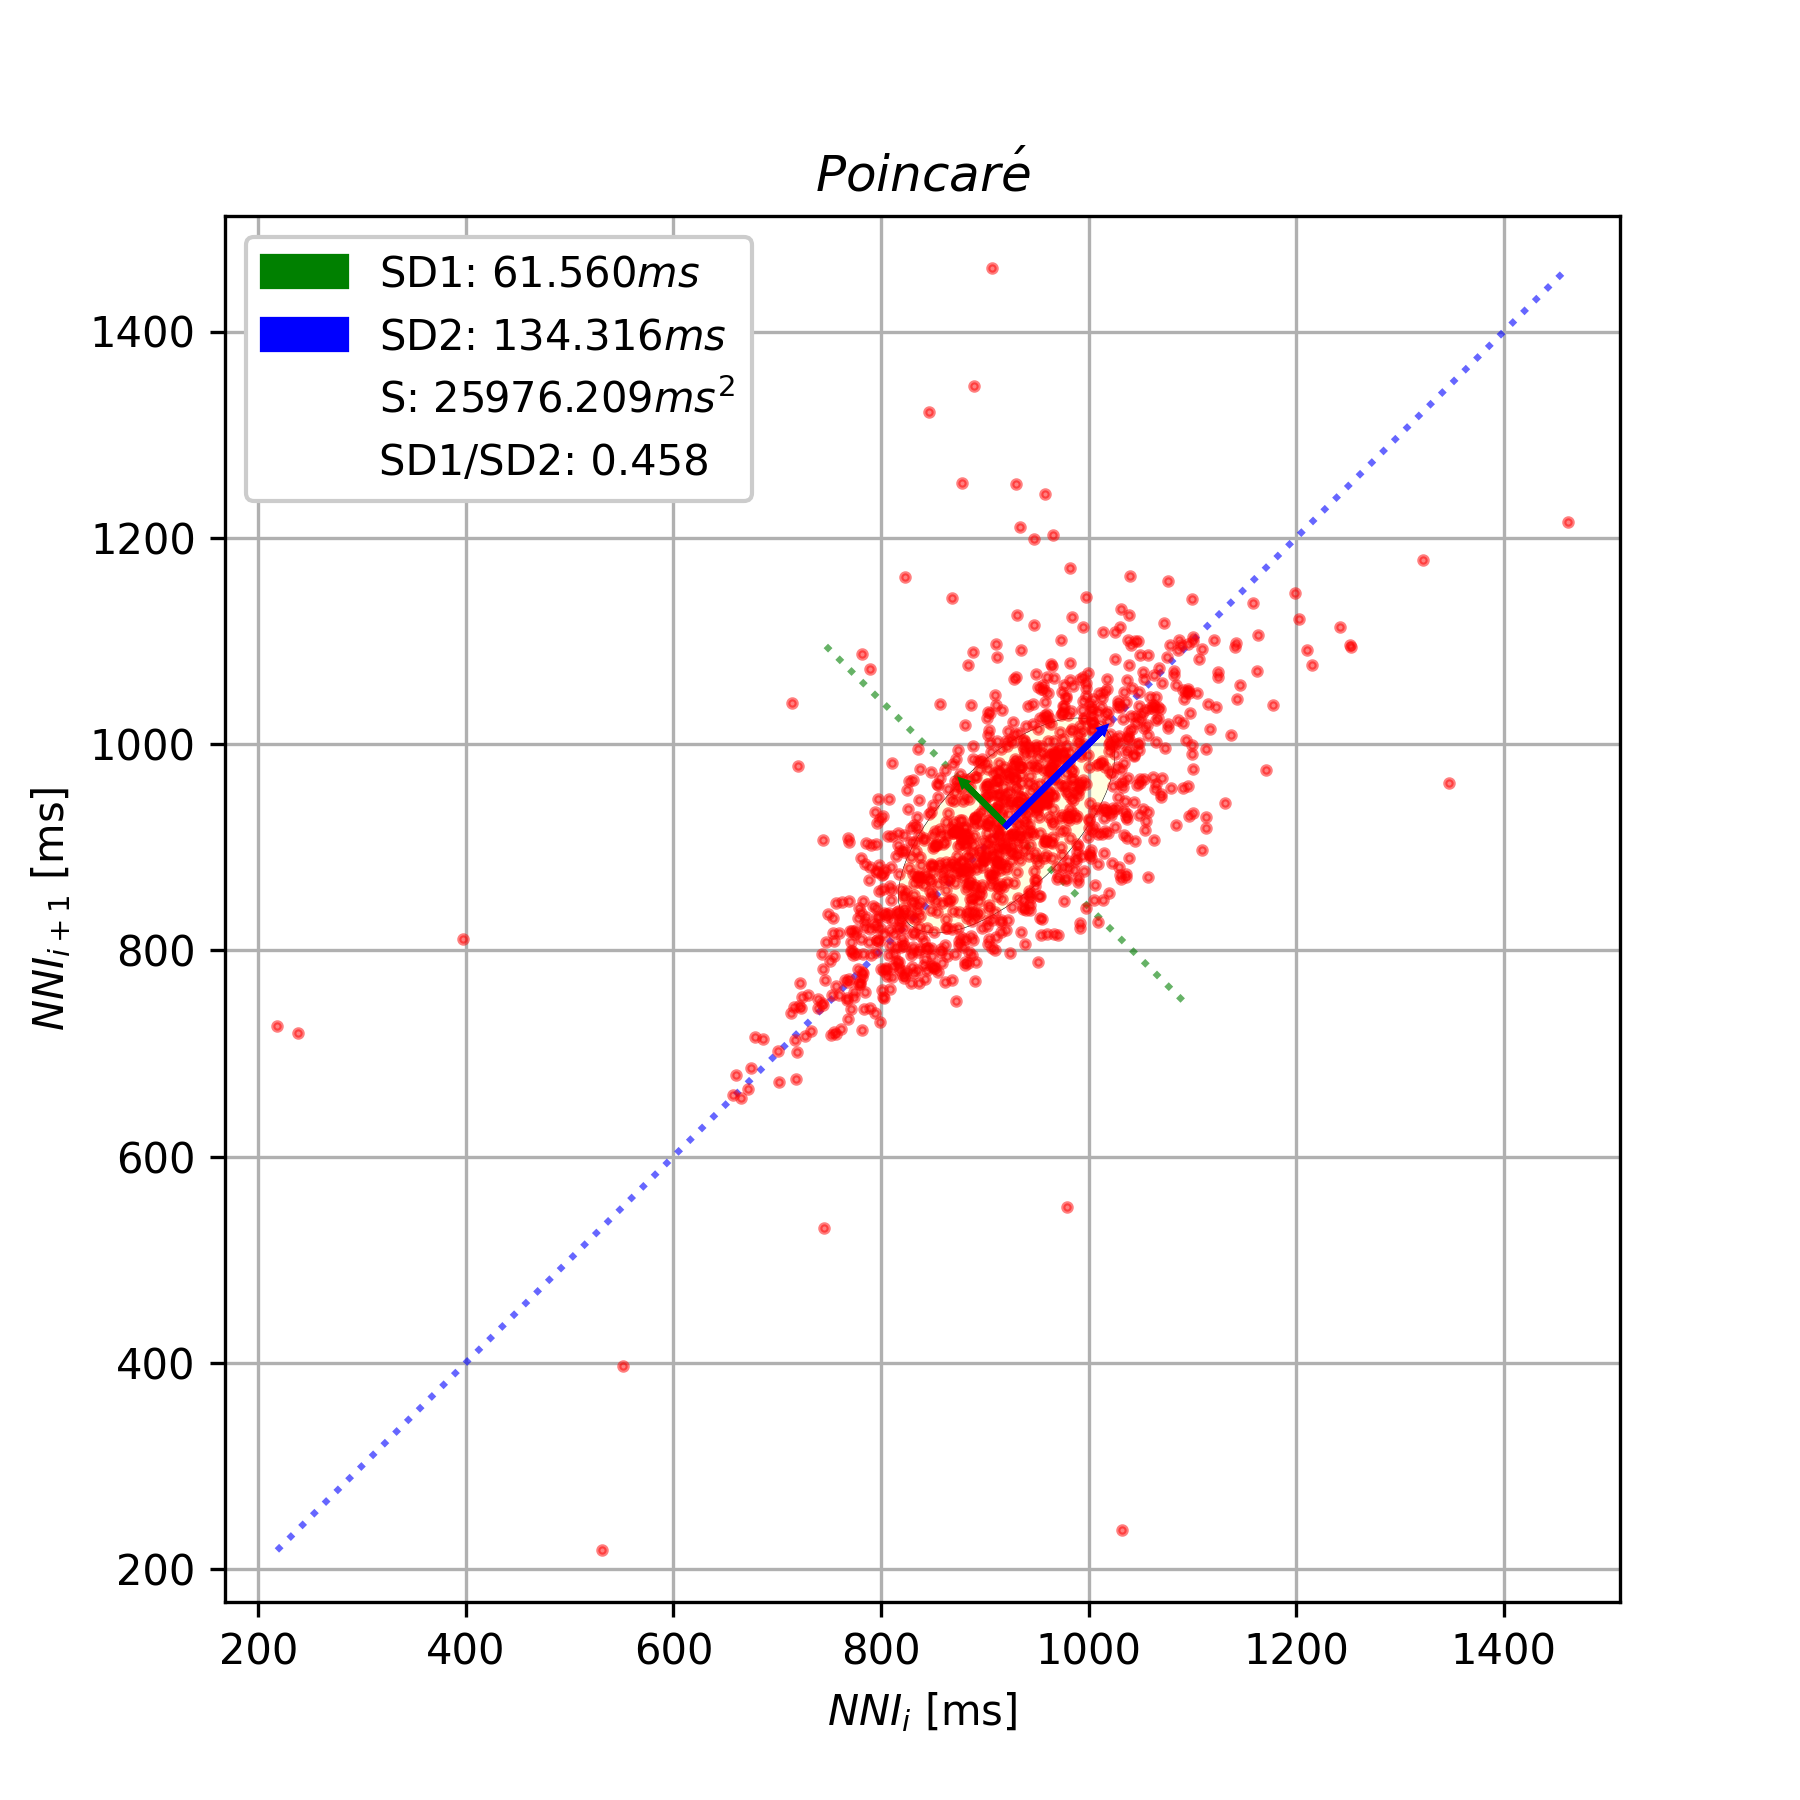 Poincaré
SD1: 61.560ms
SD2: 134.316ms
S: 25976.209ms²
SD1/SD2: 0.458
1400
1200
1000
800
600
400
200
NNIᵢ₊₁ [ms]
200 400 600 800 1000 1200 1400
NNIᵢ [ms]